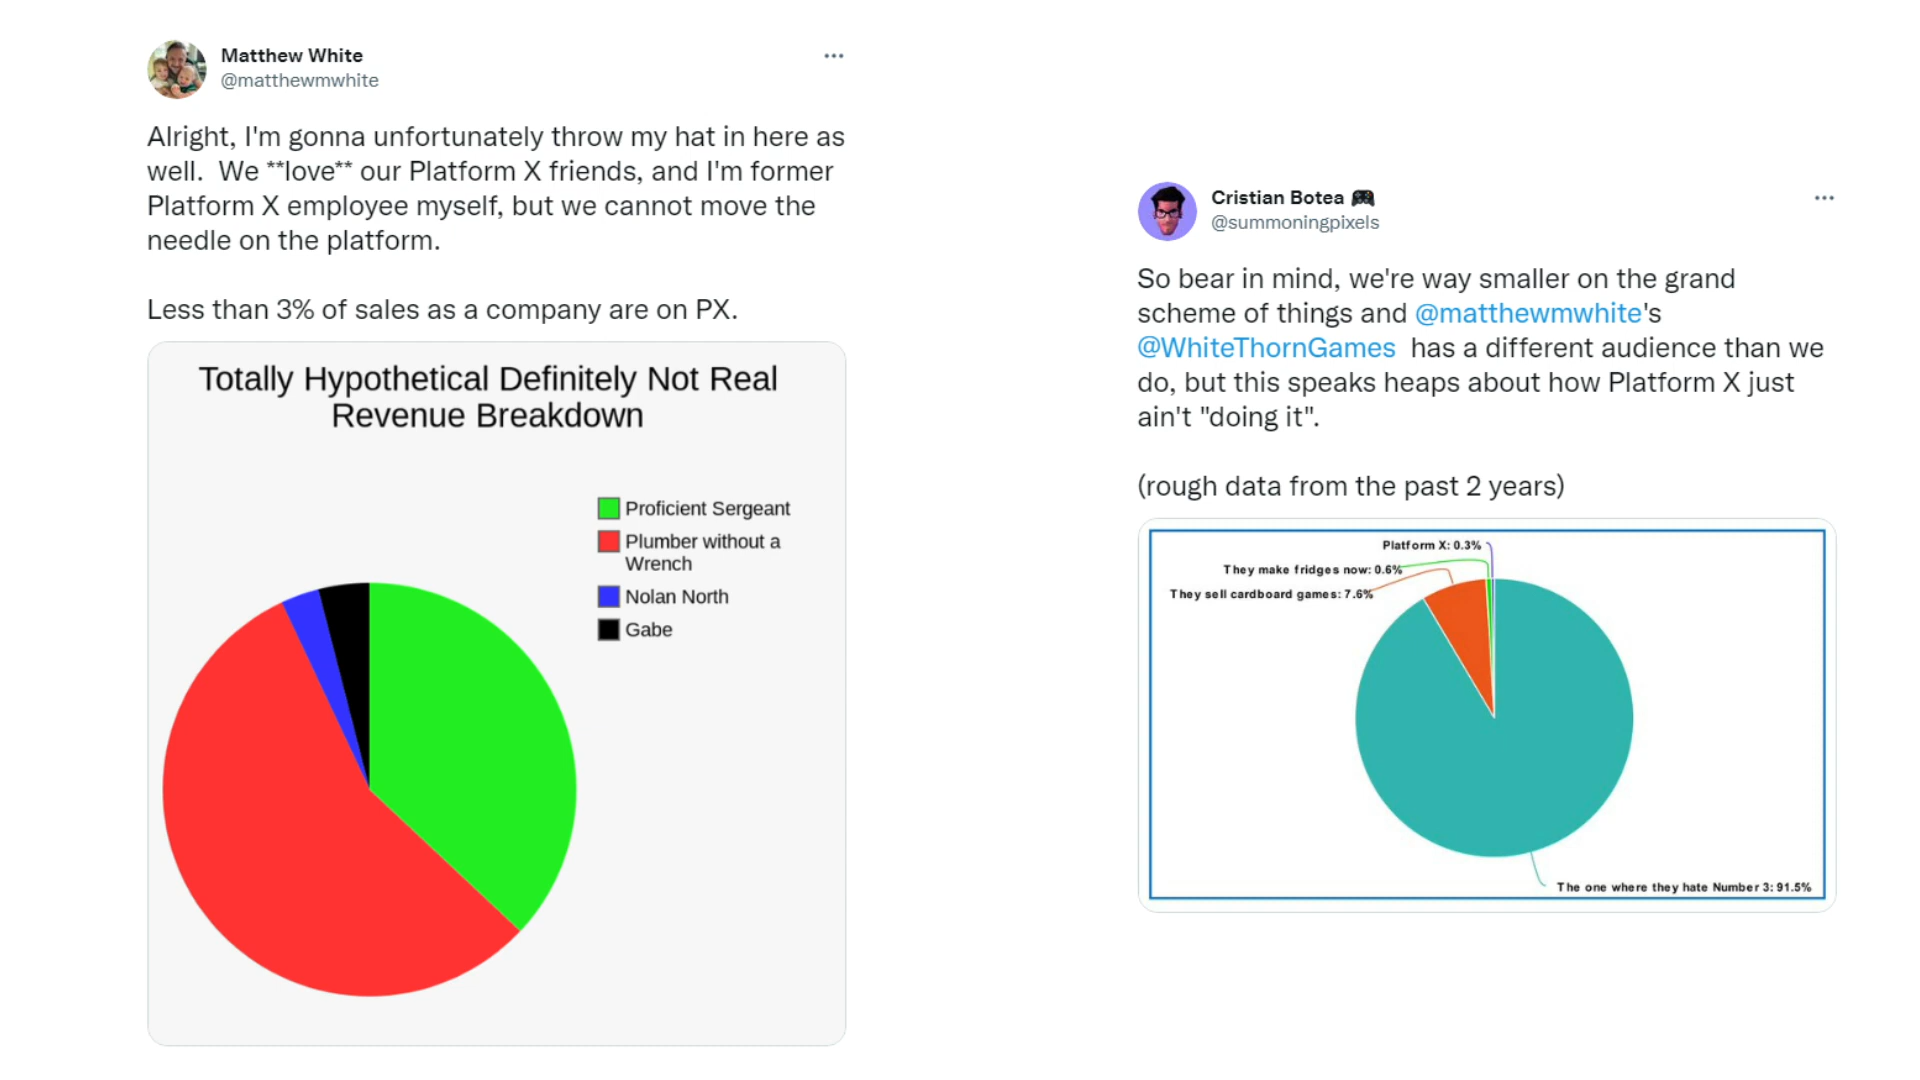 Matthew White
@matthewmwhite
Alright, I'm gonna unfortunately throw my hat in here as
well.  We **love** our Platform X friends, and I'm former
Platform X employee myself, but we cannot move the
needle on the platform.
Less than 3% of sales as a company are on PX.
Totally Hypothetical Definitely Not Real
Revenue Breakdown
Proficient Sergeant
Plumber without a
Wrench
Nolan North
Gabe
Cristian Botea 🎮
@summoningpixels
So bear in mind, we're way smaller on the grand
scheme of things and @matthewmwhite's
@WhiteThornGames  has a different audience than we
do, but this speaks heaps about how Platform X just
ain't "doing it".
(rough data from the past 2 years)
Platform X: 0.3%
They make fridges now: 0.6%
They sell cardboard games: 7.6%
The one where they hate Number 3: 91.5%